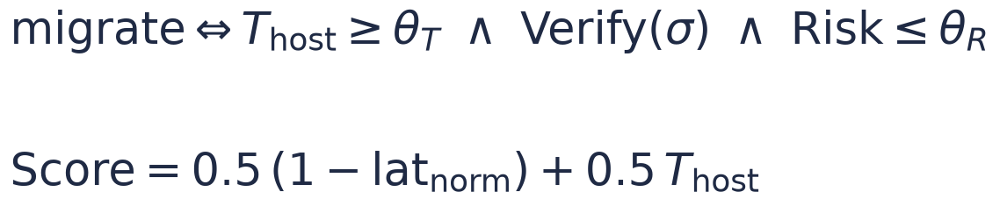 migrate ⇔ T_host ≥ θ_T ∧ Verify(σ) ∧ Risk ≤ θ_R
Score = 0.5 (1 − lat_norm) + 0.5 T_host